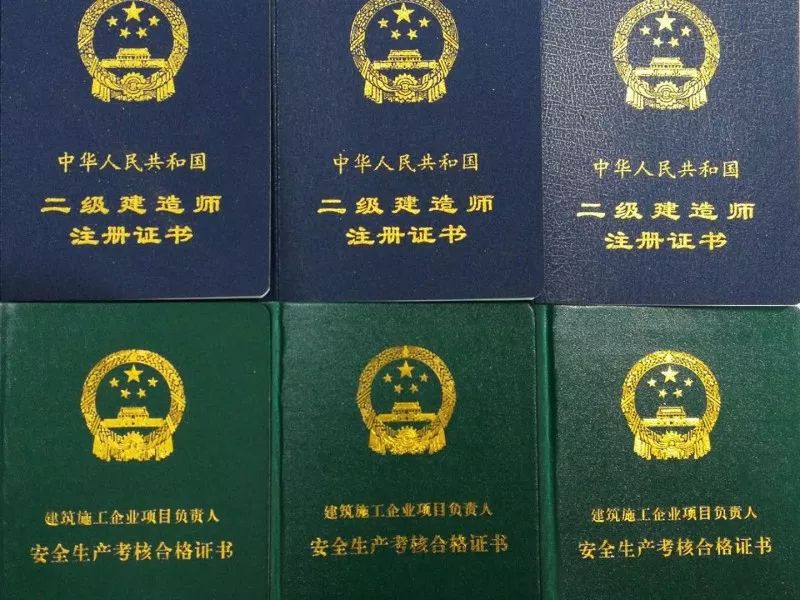 中华人民共和国
二级建造师
注册证书
中华人民共和国
二级建造师
注册证书
中华人民共和国
二级建造师
注册证书
建筑施工企业项目负责人
安全生产考核合格证书
建筑施工企业项目负责人
安全生产考核合格证书
建筑施工企业项目负责人
安全生产考核合格证书